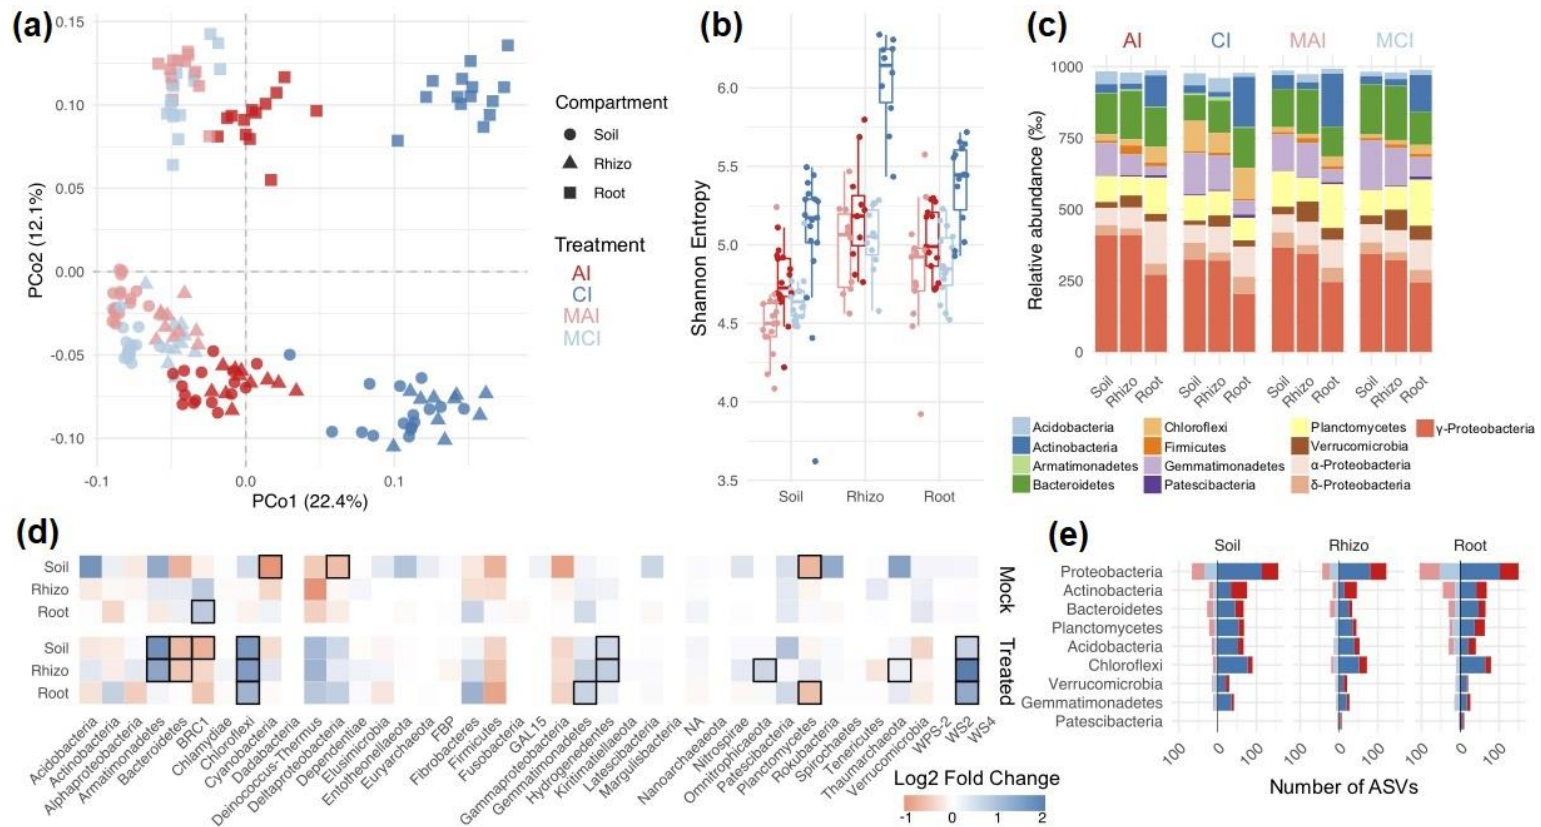 (a)
0.15
0.10
0.05
0.00
-0.05
-0.10
PCo2 (12.1%)
-0.1
0.0
0.1
PCo1 (22.4%)
Compartment
Soil
Rhizo
Root
Treatment
AI
CI
MAI
MCI
(b)
6.0
5.5
5.0
4.5
4.0
3.5
Shannon Entropy
Soil
Rhizo
Root
(c)
AI
CI
MAI
MCI
1000
750
500
250
0
Relative abundance (‰)
Soil
Rhizo
Root
Soil
Rhizo
Root
Soil
Rhizo
Root
Soil
Rhizo
Root
Acidobacteria
Actinobacteria
Armatimonadetes
Bacteroidetes
Chloroflexi
Firmicutes
Gemmatimonadetes
Patescibacteria
Planctomycetes
Verrucomicrobia
α-Proteobacteria
δ-Proteobacteria
γ-Proteobacteria
(d)
Soil
Rhizo
Root
Mock
Soil
Rhizo
Root
Treated
Acidobacteria
Actinobacteria
Alphaproteobacteria
Armatimonadetes
Bacteroidetes
BRC1
Chlamydiae
Chloroflexi
Cyanobacteria
Dadabacteria
Deinococcus-Thermus
Deltaproteobacteria
Dependentiae
Elusimicrobia
Entotheonellaeota
Euryarchaeota
FBP
Fibrobacteres
Firmicutes
Fusobacteria
GAL15
Gammaproteobacteria
Gemmatimonadetes
Hydrogenedentes
Kiritimatiellaeota
Latescibacteria
Margulisbacteria
NA
Nanoarchaeaeota
Nitrospirae
Omnitrophicaeota
Patescibacteria
Planctomycetes
Rokubacteria
Spirochaetes
Tenericutes
Thaumarchaeota
Verrucomicrobia
WPS-2
WS2
WS4
Log2 Fold Change
-1
0
1
2
(e)
Soil
Rhizo
Root
Proteobacteria
Actinobacteria
Bacteroidetes
Planctomycetes
Acidobacteria
Chloroflexi
Verrucomicrobia
Gemmatimonadetes
Patescibacteria
100
0
100
100
0
100
100
0
100
Number of ASVs